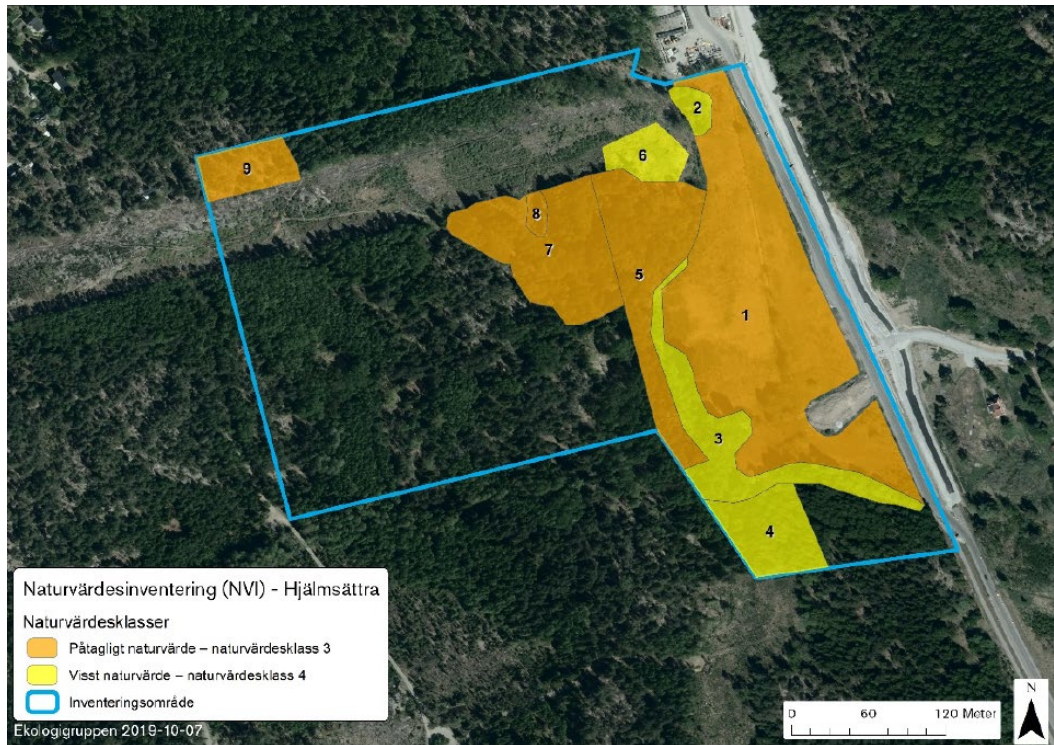 2
6
9
8
7
5
1
3
4
Naturvärdesinventering (NVI) - Hjälmsättra
Naturvärdesklasser
Påtagligt naturvärde – naturvärdesklass 3
Visst naturvärde – naturvärdesklass 4
Inventeringsområde
Ekologigruppen 2019-10-07
0 60 120 Meter
N